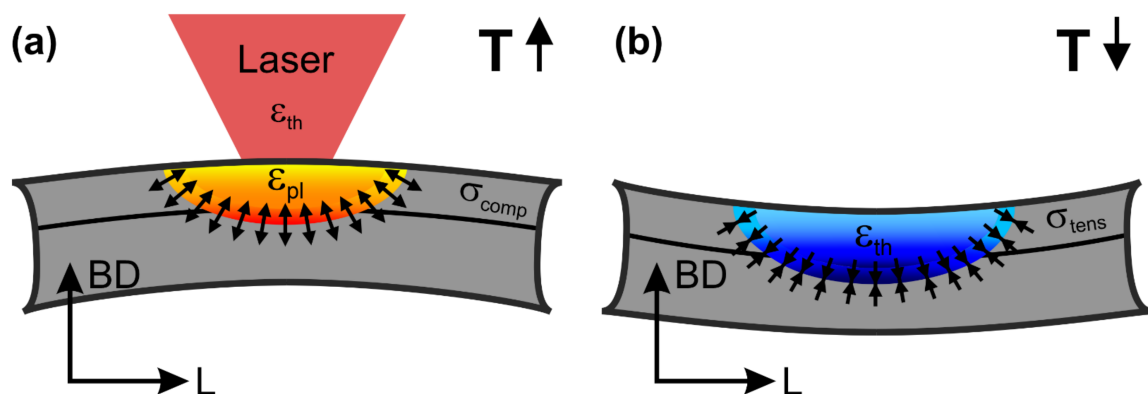 (a)
Laser
ε_th
T
ε_pl
σ_comp
BD
L
(b)
T
ε_th
σ_tens
BD
L